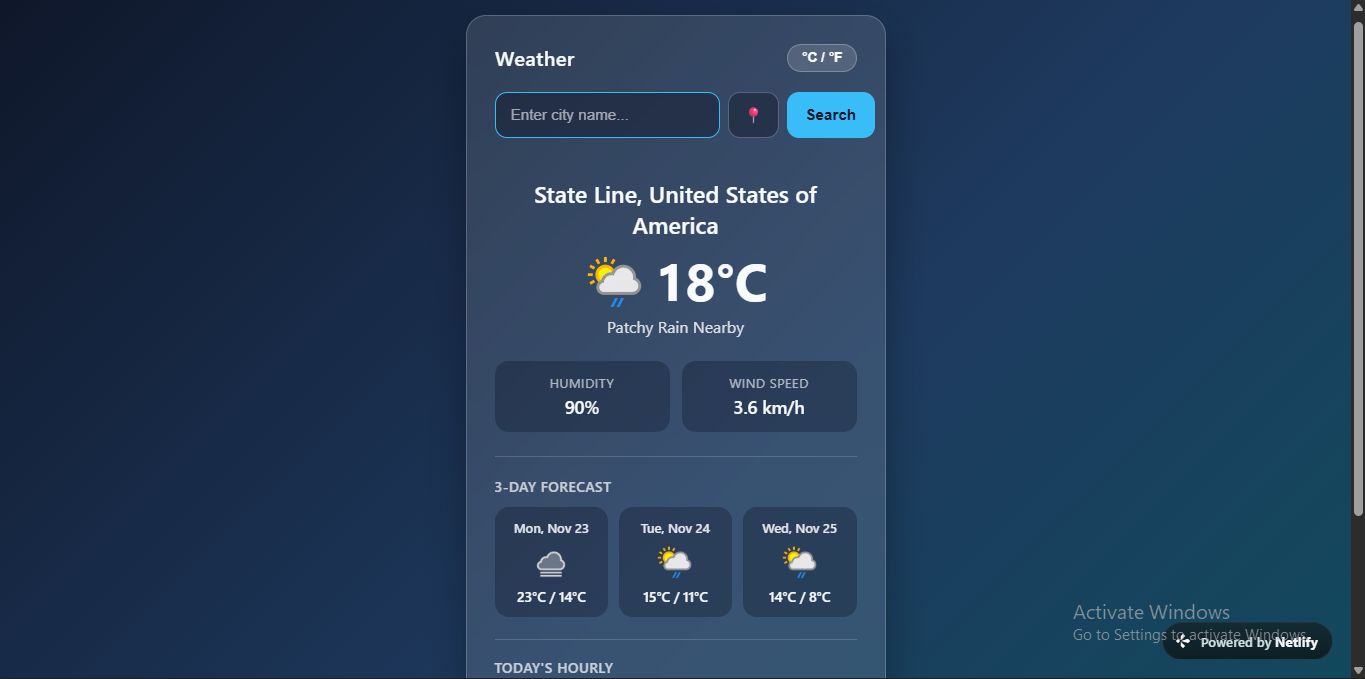 Weather
°C / °F
Enter city name...
Search
State Line, United States of
America
18°C
Patchy Rain Nearby
HUMIDITY
90%
WIND SPEED
3.6 km/h
3-DAY FORECAST
Mon, Nov 23
23°C / 14°C
Tue, Nov 24
15°C / 11°C
Wed, Nov 25
14°C / 8°C
TODAY'S HOURLY
Activate Windows
Go to Settings to activate Windows.
Powered by Netlify